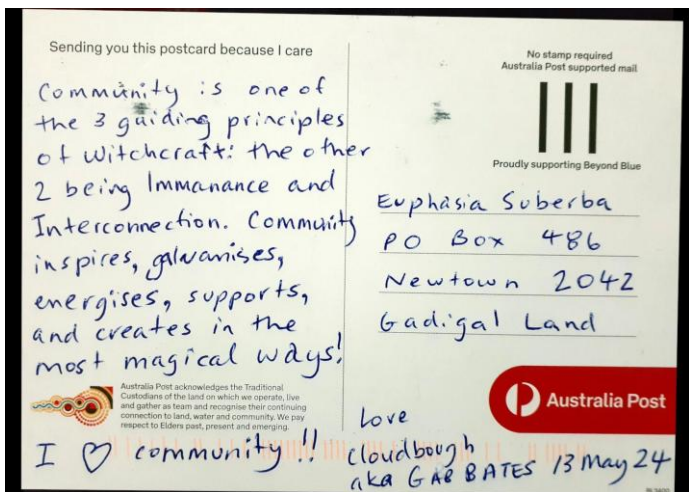 Sending you this postcard because I care
Community is one of
the 3 guiding principles
of Witchcraft: the other
2 being Immanance and
Interconnection. Community
inspires, galvanises,
energises, supports,
and creates in the
most magical ways!
Australia Post acknowledges the Traditional
Custodians of the land on which we operate, live
and gather as team and recognise their continuing
connection to land, water and community. We pay
respect to Elders past, present and emerging.
I ♡ community !!
No stamp required
Australia Post supported mail
Proudly supporting Beyond Blue
Euphasia Suberba
PO Box 486
Newtown 2042
Gadigal Land
Australia Post
Love
cloudbough
aka GAB BATES 13 May 24